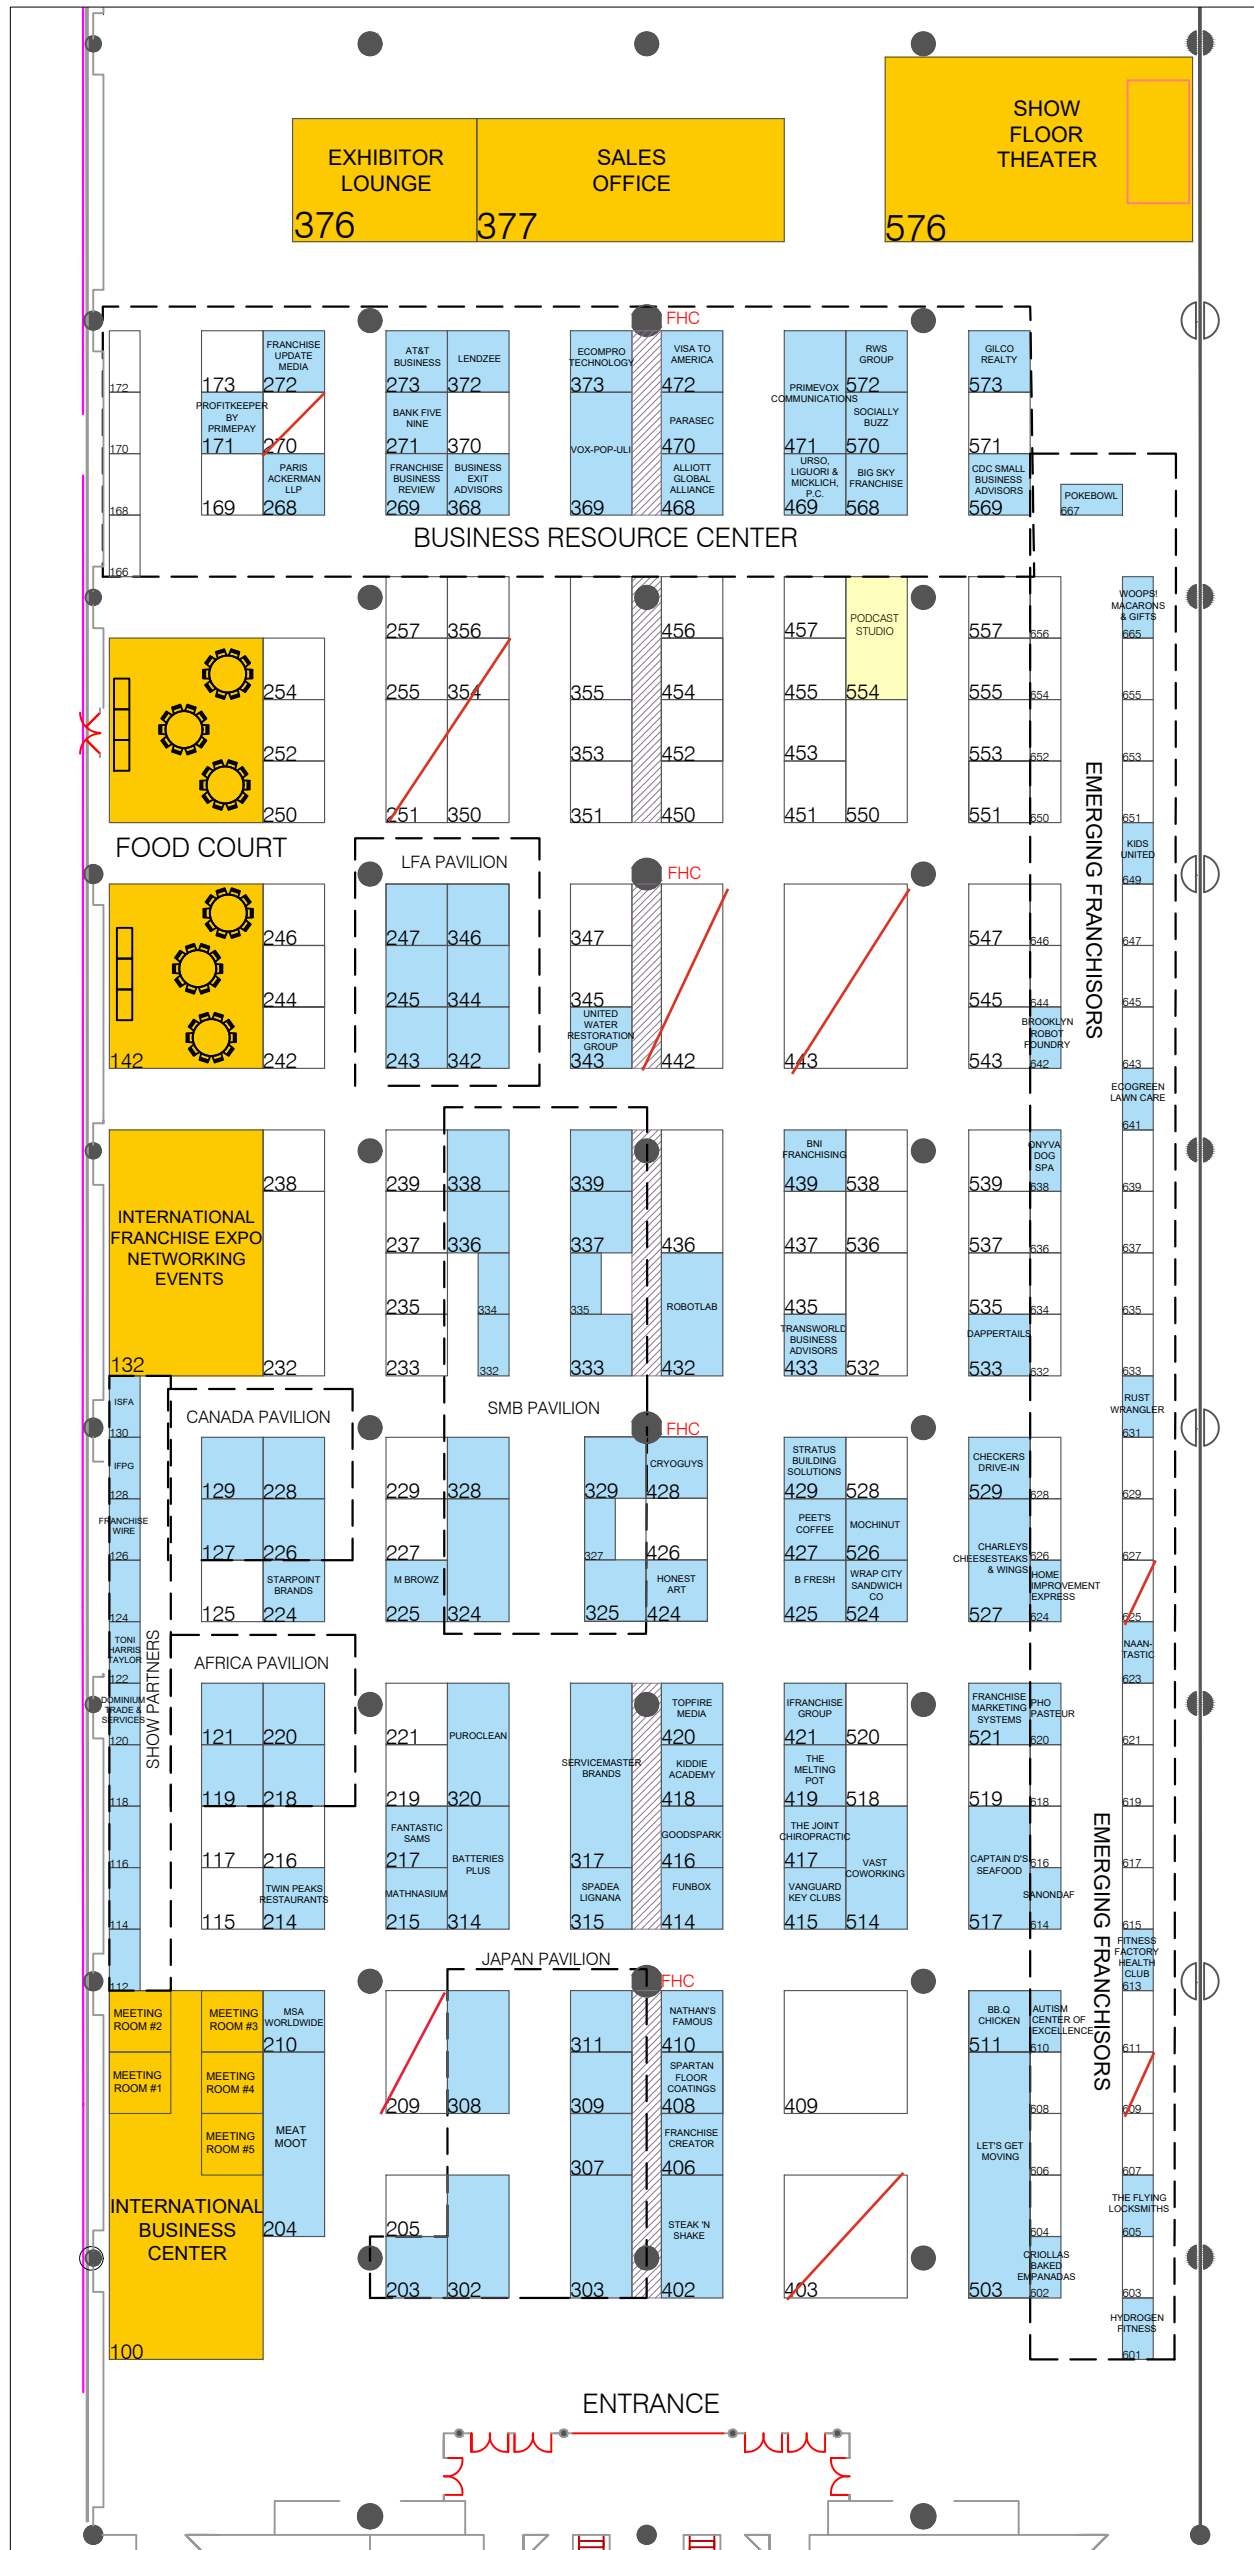 SHOW
FLOOR
THEATER
576
EXHIBITOR
LOUNGE
376
SALES
OFFICE
377
FHC
172
170
168
166
173
FRANCHISE
UPDATE
MEDIA
272
PROFITKEEPER
BY
PRIMEPAY
171
270
169
PARIS
ACKERMAN
LLP
268
AT&T
BUSINESS
273
LENDZEE
372
BANK FIVE
NINE
271
370
FRANCHISE
BUSINESS
REVIEW
269
BUSINESS
EXIT
ADVISORS
368
ECOMPRO
TECHNOLOGY
373
VISA TO
AMERICA
472
VOX-POP-ULI
369
PARASEC
470
ALLIOTT
GLOBAL
ALLIANCE
468
PRIMEVOX
COMMUNICATIONS
471
RWS
GROUP
572
SOCIALLY
BUZZ
570
URSO,
LIGUORI &
MICKLICH,
P.C.
469
BIG SKY
FRANCHISE
568
GILCO
REALTY
573
571
CDC SMALL
BUSINESS
ADVISORS
569
POKEBOWL
667
BUSINESS RESOURCE CENTER
254
252
250
257
356
255
354
251
350
355
353
351
456
454
452
450
457
455
453
451
PODCAST
STUDIO
554
550
557
555
553
551
656
654
652
650
WOOPS!
MACARONS
& GIFTS
665
655
653
651
FOOD COURT
EMERGING FRANCHISORS
LFA PAVILION
FHC
KIDS
UNITED
649
246
244
242
142
247
346
245
344
243
342
347
345
UNITED
WATER
RESTORATION
GROUP
343
442
443
547
545
543
646
644
BROOKLYN
ROBOT
FOUNDRY
642
647
645
643
ECOGREEN
LAWN CARE
641
INTERNATIONAL
FRANCHISE EXPO
NETWORKING
EVENTS
132
238
232
239
338
237
336
235
334
233
332
339
337
335
333
436
ROBOTLAB
432
BNI
FRANCHISING
439
538
437
536
435
TRANSWORLD
BUSINESS
ADVISORS
433
532
539
537
535
DAPPERTAILS
533
ONYVA
DOG
SPA
638
636
634
632
639
637
635
633
RUST
WRANGLER
631
SMB PAVILION
FHC
CANADA PAVILION
ISFA
130
IFPG
128
FRANCHISE
WIRE
126
124
TONI
HARRIS
TAYLOR
122
DOMINIUM
TRADE &
SERVICES
120
118
116
114
112
SHOW PARTNERS
129
228
127
226
125
STARPOINT
BRANDS
224
229
328
227
M BROWZ
225
324
329
CRYOGUYS
428
327
426
325
HONEST
ART
424
STRATUS
BUILDING
SOLUTIONS
429
528
PEET'S
COFFEE
427
MOCHINUT
526
B FRESH
425
WRAP CITY
SANDWICH
CO
524
CHECKERS
DRIVE-IN
529
CHARLEYS
CHEESESTEAKS
& WINGS
527
628
626
HOME
IMPROVEMENT
EXPRESS
624
629
627
625
NAAN-
TASTIC
623
AFRICA PAVILION
121
220
119
218
117
216
115
TWIN PEAKS
RESTAURANTS
214
221
PUROCLEAN
219
320
FANTASTIC
SAMS
217
BATTERIES
PLUS
MATHNASIUM
215
314
SERVICEMASTER
BRANDS
317
SPADEA
LIGNANA
315
TOPFIRE
MEDIA
420
KIDDIE
ACADEMY
418
GOODSPARK
416
FUNBOX
414
IFRANCHISE
GROUP
421
520
THE
MELTING
POT
419
518
THE JOINT
CHIROPRACTIC
417
VAST
COWORKING
VANGUARD
KEY CLUBS
415
514
FRANCHISE
MARKETING
SYSTEMS
521
519
CAPTAIN D'S
SEAFOOD
517
PHO
PASTEUR
620
618
616
SANONDAF
614
621
619
617
615
FITNESS
FACTORY
HEALTH
CLUB
613
EMERGING FRANCHISORS
JAPAN PAVILION
FHC
MEETING
ROOM #2
MEETING
ROOM #3
MEETING
ROOM #1
MEETING
ROOM #4
MEETING
ROOM #5
INTERNATIONAL
BUSINESS
CENTER
100
MSA
WORLDWIDE
210
MEAT
MOOT
204
209
308
205
203
302
311
309
307
303
NATHAN'S
FAMOUS
410
SPARTAN
FLOOR
COATINGS
408
FRANCHISE
CREATOR
406
STEAK 'N
SHAKE
402
409
403
BB.Q
CHICKEN
511
LET'S GET
MOVING
503
AUTISM
CENTER OF
EXCELLENCE
610
608
606
604
CRIOLLAS
BAKED
EMPANADAS
602
611
609
607
THE FLYING
LOCKSMITHS
605
603
HYDROGEN
FITNESS
601
ENTRANCE